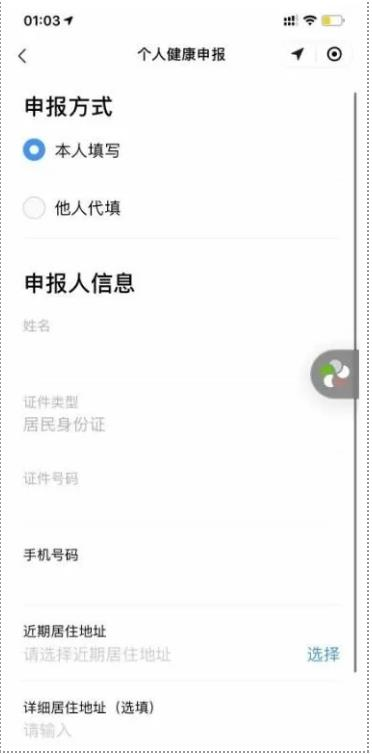 01:03
个人健康申报
申报方式
本人填写
他人代填
申报人信息
姓名
证件类型
居民身份证
证件号码
手机号码
近期居住地址
请选择近期居住地址 选择
详细居住地址（选填）
请输入